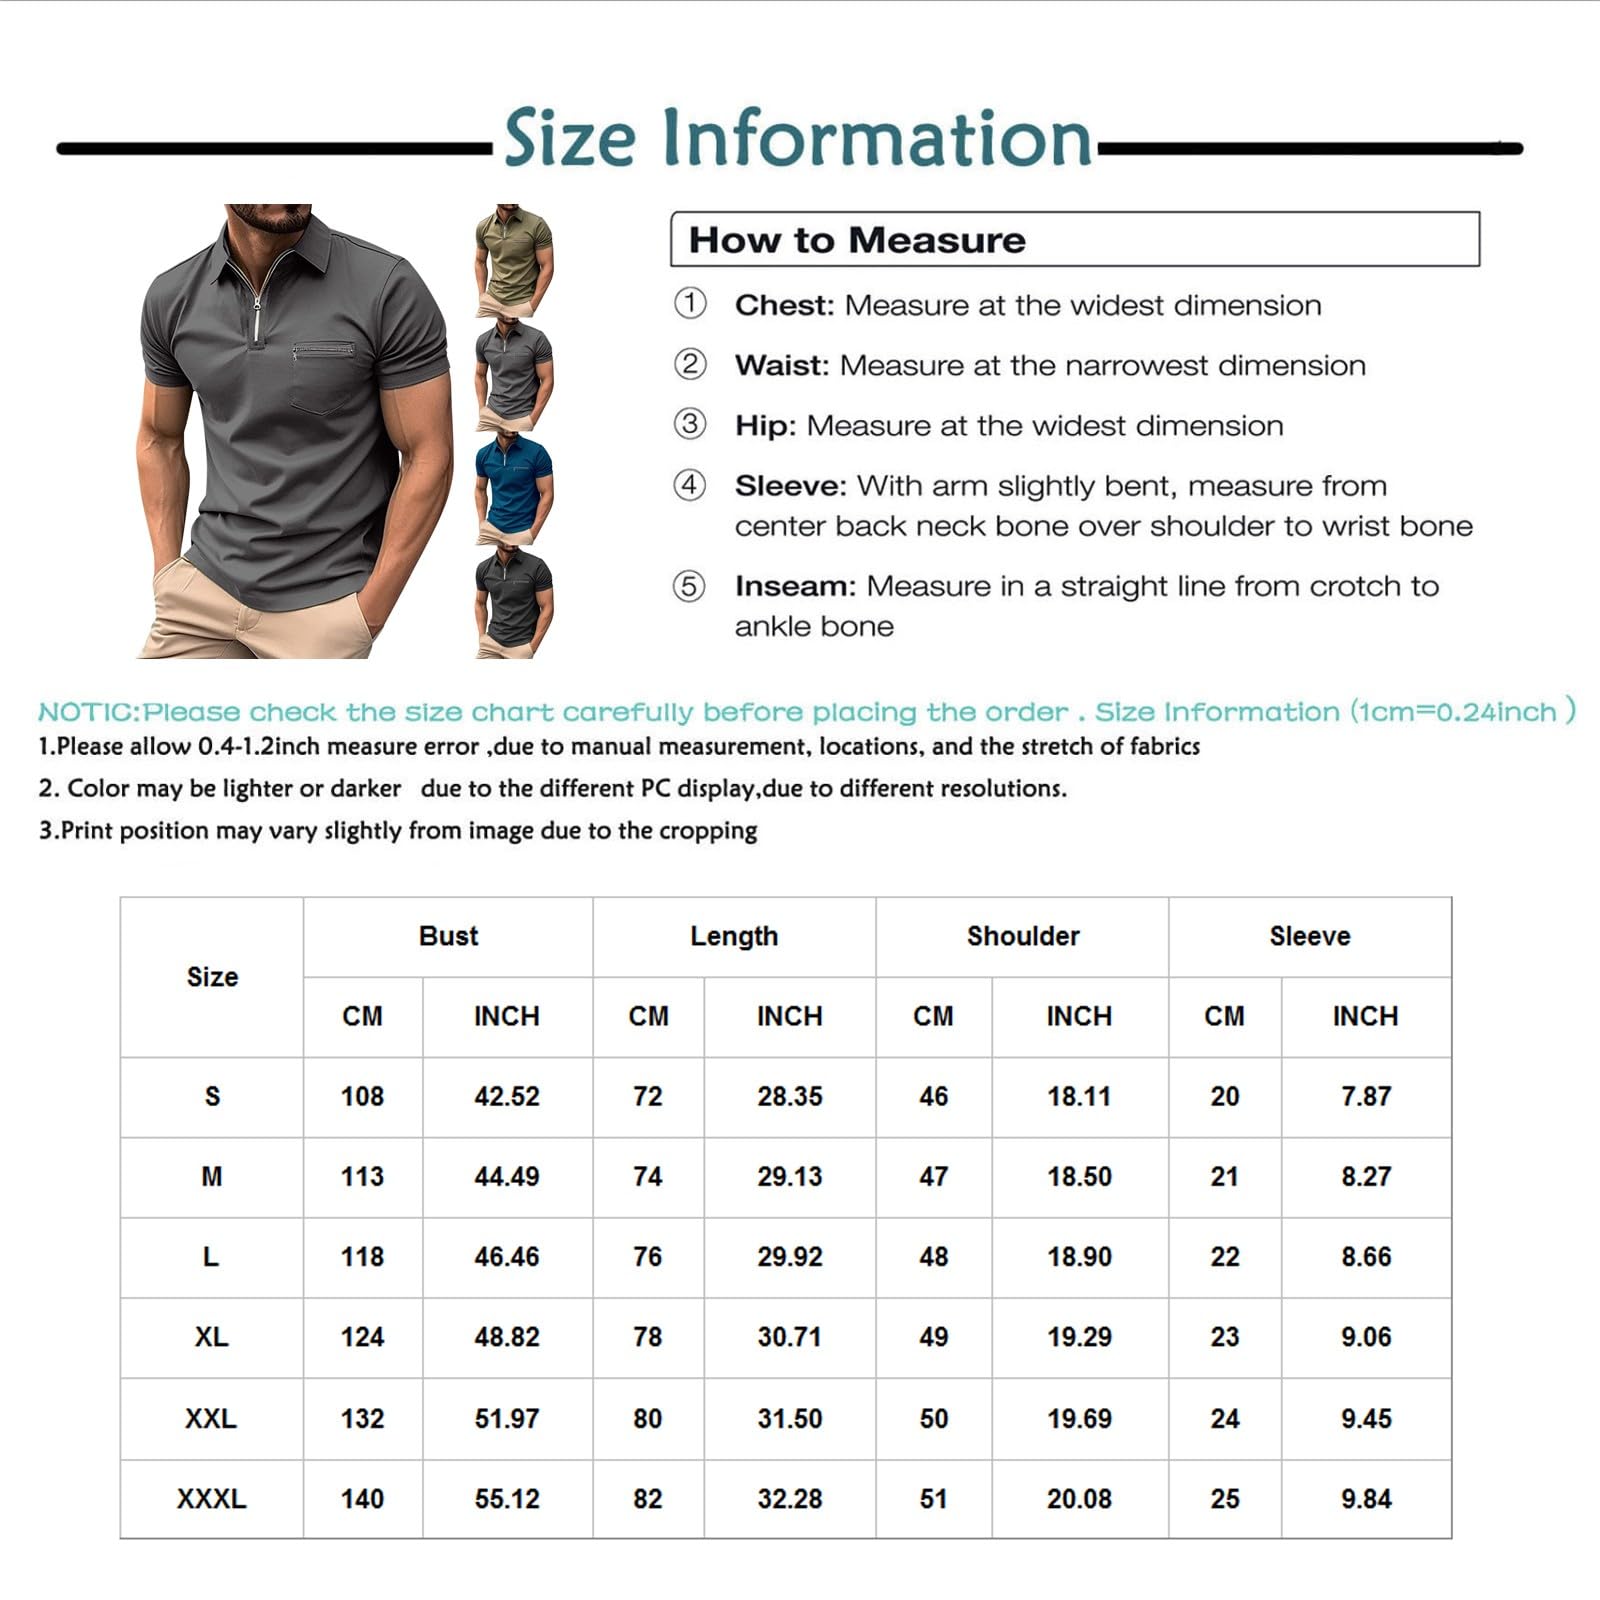 Size Information
How to Measure
① Chest: Measure at the widest dimension
② Waist: Measure at the narrowest dimension
③ Hip: Measure at the widest dimension
④ Sleeve: With arm slightly bent, measure from
center back neck bone over shoulder to wrist bone
⑤ Inseam: Measure in a straight line from crotch to
ankle bone
NOTIC:Please check the size chart carefully before placing the order . Size Information (1cm=0.24inch )
1.Please allow 0.4-1.2inch measure error ,due to manual measurement, locations, and the stretch of fabrics
2. Color may be lighter or darker due to the different PC display,due to different resolutions.
3.Print position may vary slightly from image due to the cropping
Size Bust Length Shoulder Sleeve
CM INCH CM INCH CM INCH CM INCH
S 108 42.52 72 28.35 46 18.11 20 7.87
M 113 44.49 74 29.13 47 18.50 21 8.27
L 118 46.46 76 29.92 48 18.90 22 8.66
XL 124 48.82 78 30.71 49 19.29 23 9.06
XXL 132 51.97 80 31.50 50 19.69 24 9.45
XXXL 140 55.12 82 32.28 51 20.08 25 9.84